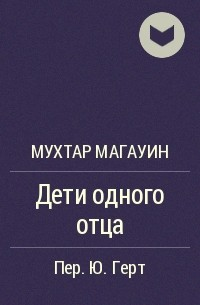 МУХТАР МАГАУИН
Дети одного
отца
Пер. Ю. Герт